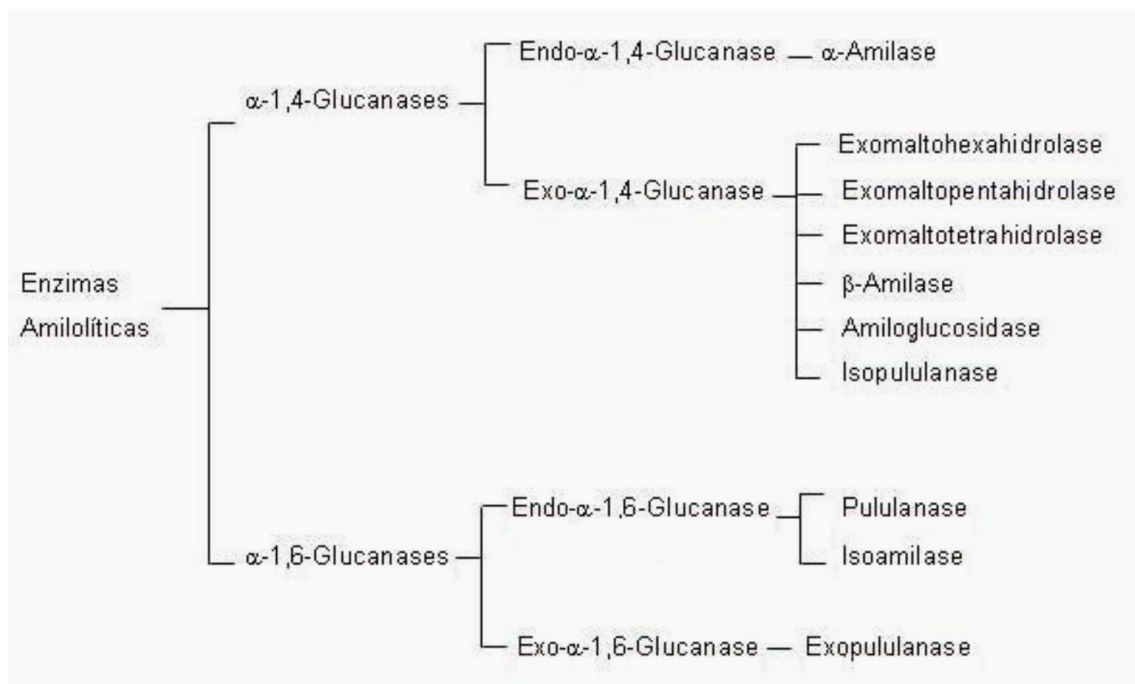 Endo-α-1,4-Glucanase
α-Amilase
α-1,4-Glucanases
Exomaltohexahidrolase
Exo-α-1,4-Glucanase
Exomaltopentahidrolase
Exomaltotetrahidrolase
Enzimas
Amilolíticas
β-Amilase
Amiloglucosidase
Isopululanase
Endo-α-1,6-Glucanase
Pululanase
α-1,6-Glucanases
Isoamilase
Exo-α-1,6-Glucanase
Exopululanase